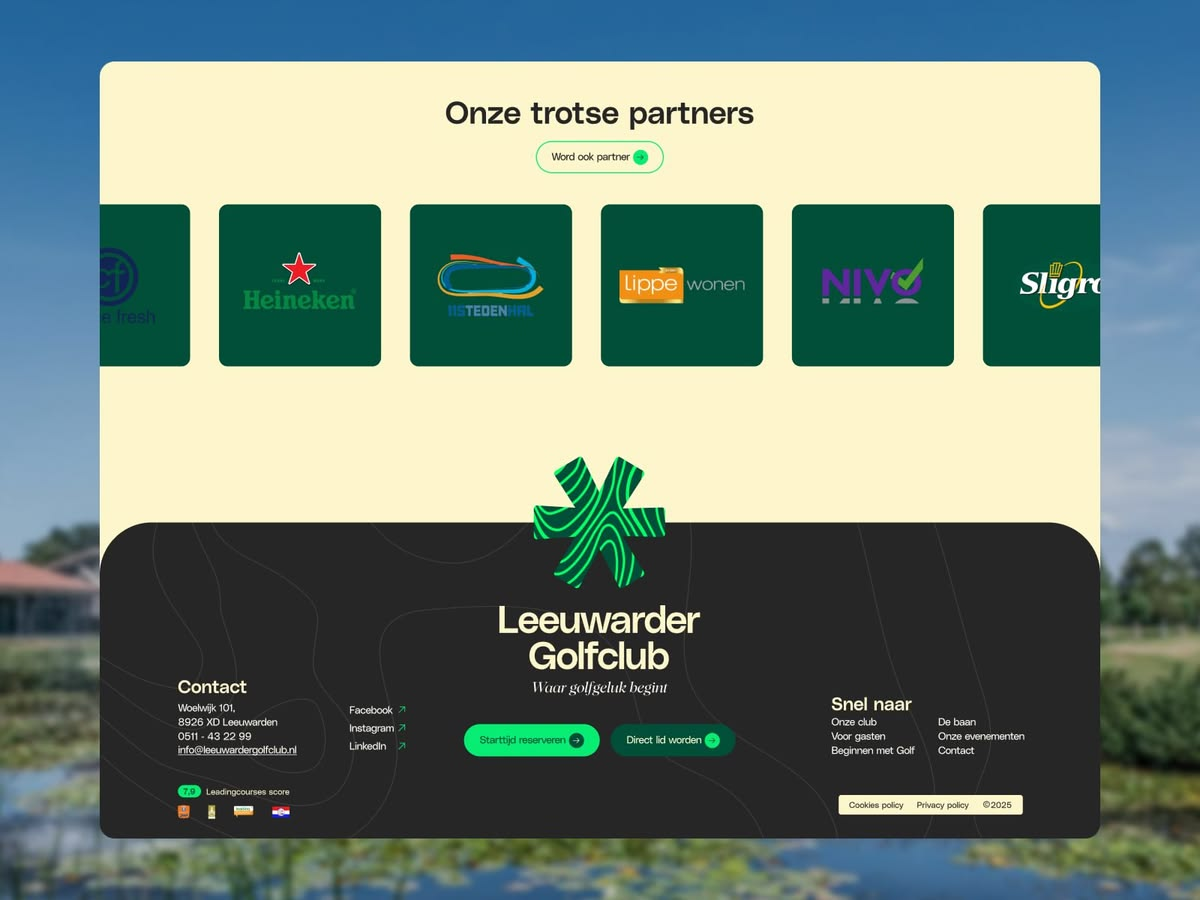 Onze trotse partners
Word ook partner
e fresh
Heineken®
IJSTEDENHAL
lippe wonen
NIVO
Sligro
Leeuwarder
Golfclub
Waar golfgeluk begint
Contact
Woelwijk 101,
8926 XD Leeuwarden
0511 - 43 22 99
info@leeuwardergolfclub.nl
Facebook
Instagram
LinkedIn
Starttijd reserveren
Direct lid worden
Snel naar
Onze club
Voor gasten
Beginnen met Golf
De baan
Onze evenementen
Contact
7,9 Leadingcourses score
Cookies policy Privacy policy ©2025